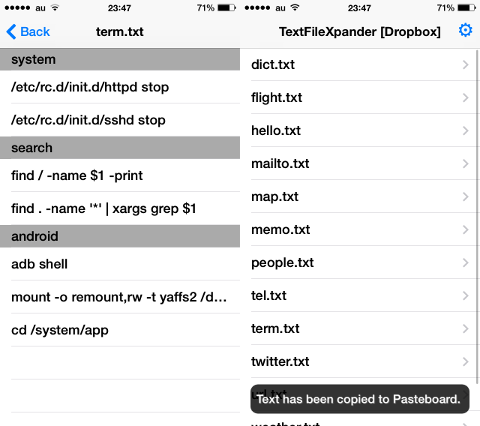 au 23:47 71%
Back term.txt
system
/etc/rc.d/init.d/httpd stop
/etc/rc.d/init.d/sshd stop
search
find / -name $1 -print
find . -name '*' | xargs grep $1
android
adb shell
mount -o remount,rw -t yaffs2 /d...
cd /system/app
au 23:47 71%
TextFileXpander [Dropbox]
dict.txt
flight.txt
hello.txt
mailto.txt
map.txt
memo.txt
people.txt
tel.txt
term.txt
twitter.txt
Text has been copied to Pasteboard.